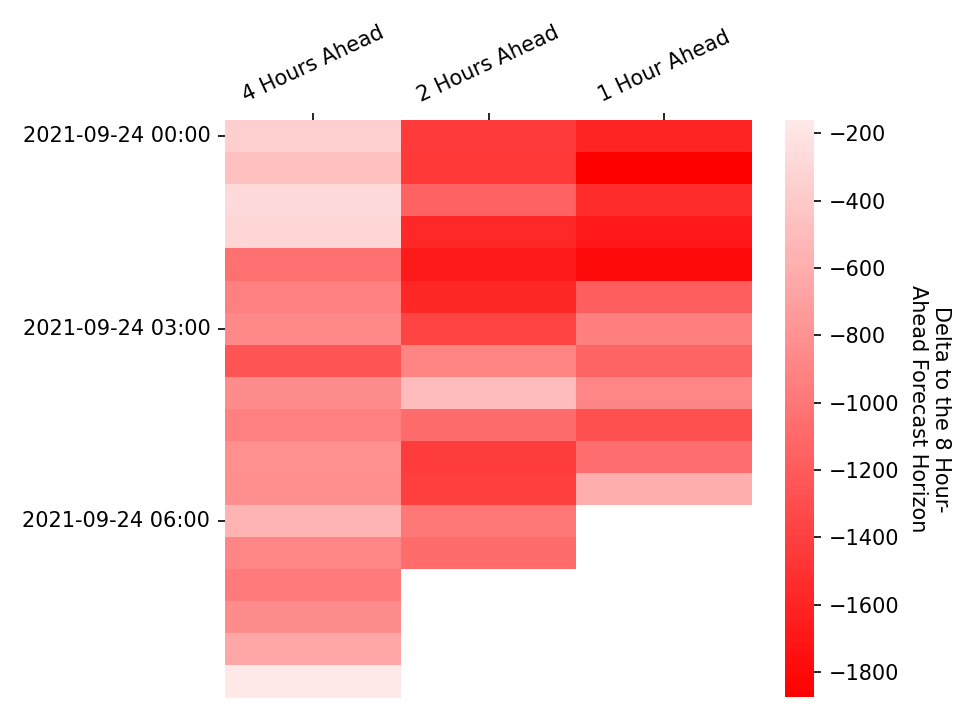 4 Hours Ahead
2 Hours Ahead
1 Hour Ahead
2021-09-24 00:00
2021-09-24 03:00
2021-09-24 06:00
−200
−400
−600
−800
−1000
−1200
−1400
−1600
−1800
Delta to the 8 Hour-
Ahead Forecast Horizon